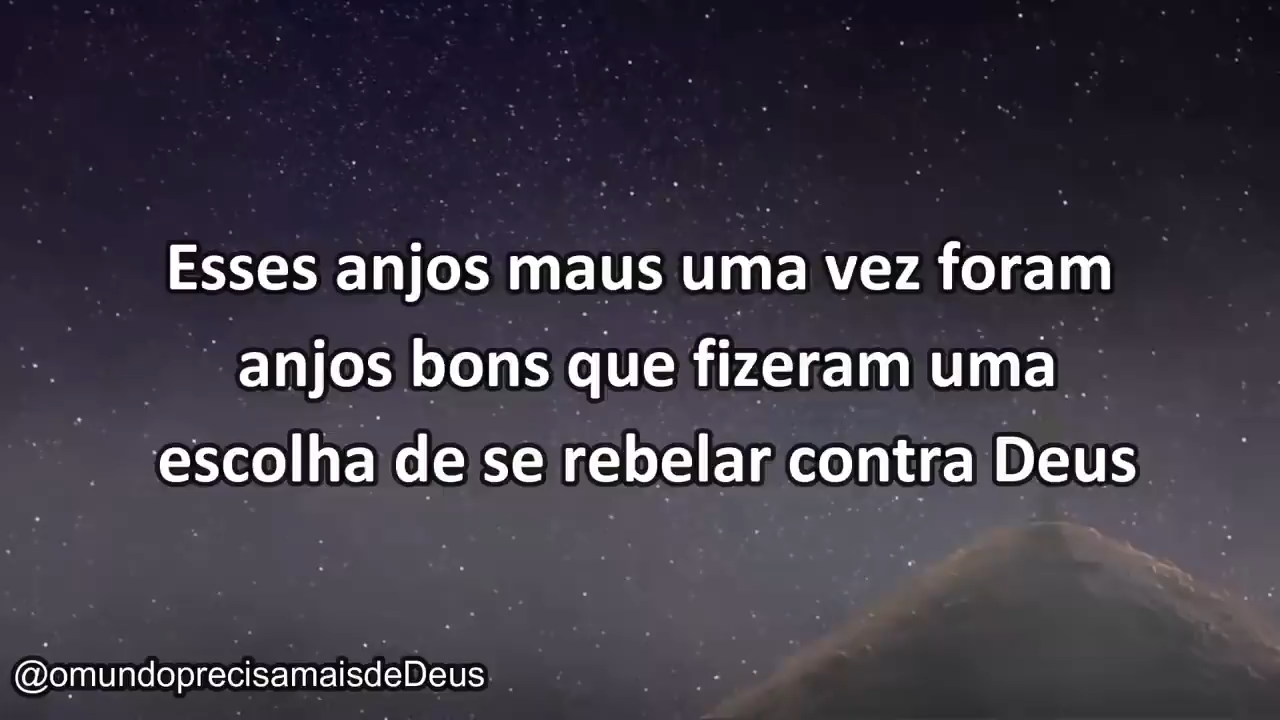 Esses anjos maus uma vez foram
anjos bons que fizeram uma
escolha de se rebelar contra Deus
@omundoprecisamaisdeDeus